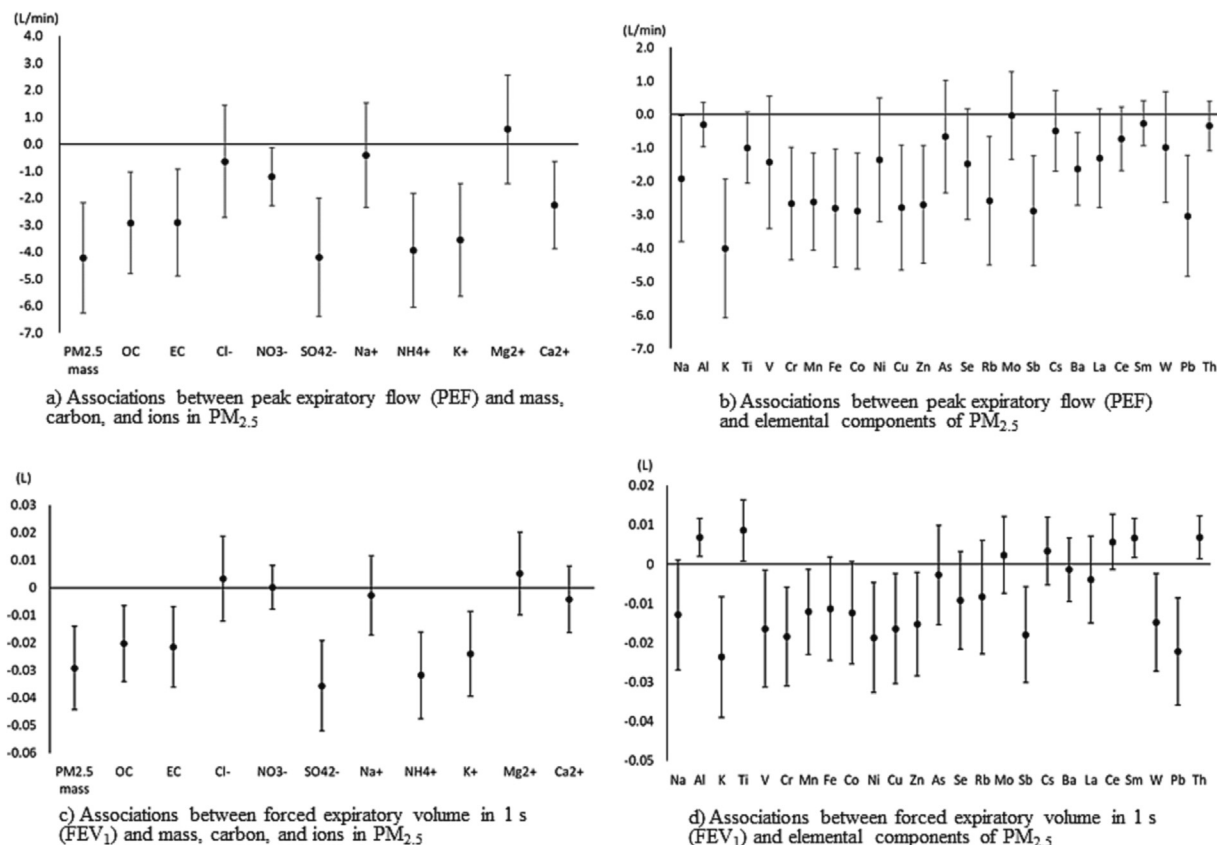 (L/min)
4.0
3.0
2.0
1.0
0.0
-1.0
-2.0
-3.0
-4.0
-5.0
-6.0
-7.0
PM2.5 mass OC EC Cl- NO3- SO42- Na+ NH4+ K+ Mg2+ Ca2+
a) Associations between peak expiratory flow (PEF) and mass,
carbon, and ions in PM2.5
(L/min)
2.0
1.0
0.0
-1.0
-2.0
-3.0
-4.0
-5.0
-6.0
-7.0
Na Al K Ti V Cr Mn Fe Co Ni Cu Zn As Se Rb Mo Sb Cs Ba La Ce Sm W Pb Th
b) Associations between peak expiratory flow (PEF)
and elemental components of PM2.5
(L)
0.03
0.02
0.01
0
-0.01
-0.02
-0.03
-0.04
-0.05
-0.06
PM2.5 mass OC EC Cl- NO3- SO42- Na+ NH4+ K+ Mg2+ Ca2+
c) Associations between forced expiratory volume in 1 s
(FEV1) and mass, carbon, and ions in PM2.5
(L)
0.02
0.01
0
-0.01
-0.02
-0.03
-0.04
-0.05
Na Al K Ti V Cr Mn Fe Co Ni Cu Zn As Se Rb Mo Sb Cs Ba La Ce Sm W Pb Th
d) Associations between forced expiratory volume in 1 s
(FEV1) and elemental components of PM2.5